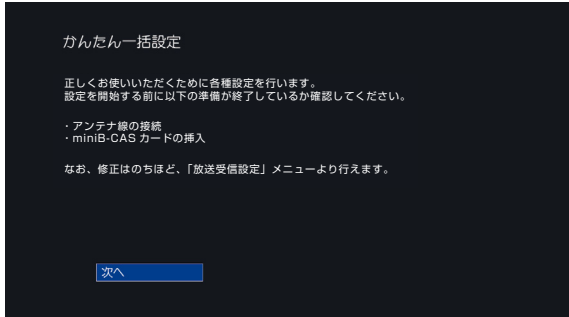 かんたん一括設定
正しくお使いいただくために各種設定を行います。
設定を開始する前に以下の準備が終了しているか確認してください。
・アンテナ線の接続
・miniB-CAS カードの挿入
なお、修正はのちほど、「放送受信設定」メニューより行えます。
次へ